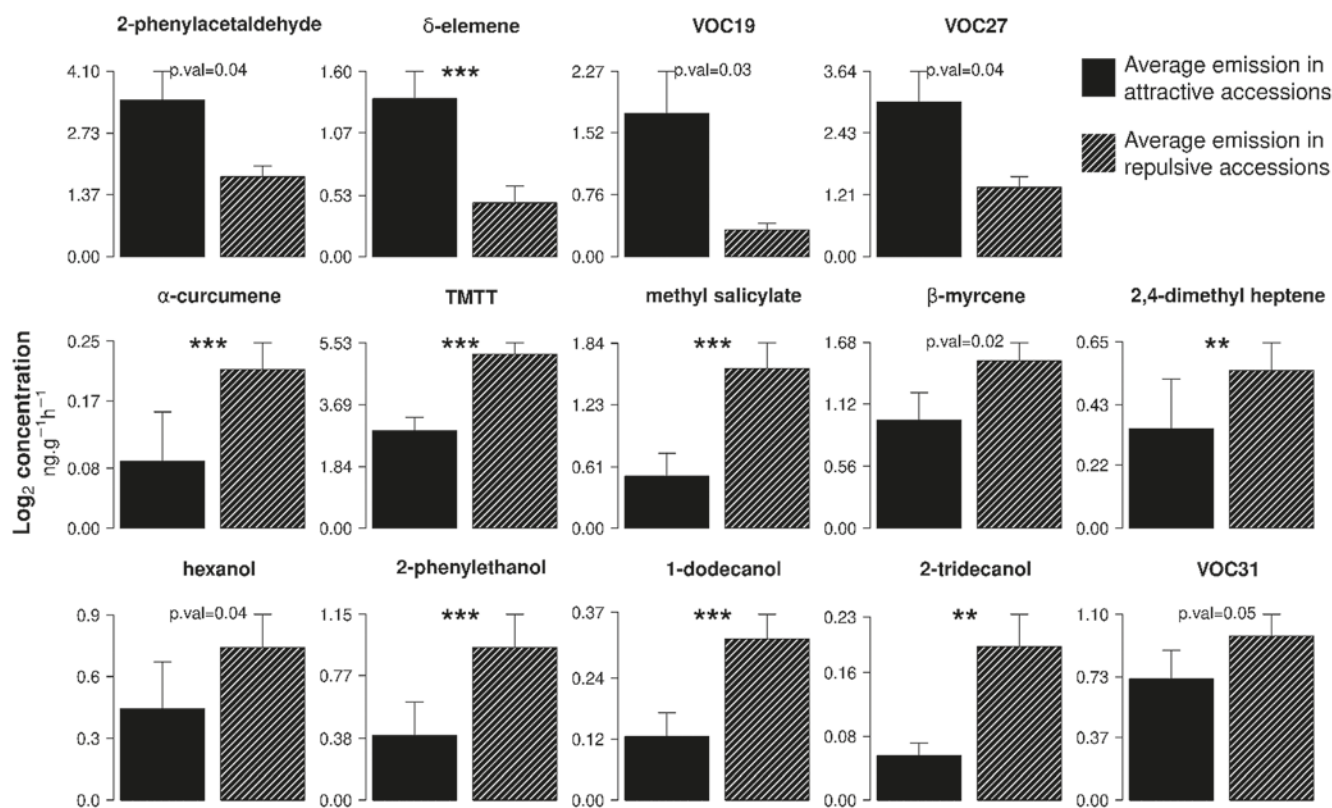 2-phenylacetaldehyde
δ-elemene
VOC19
VOC27
p.val=0.04
***
p.val=0.03
p.val=0.04
4.10
2.73
1.37
0.00
1.60
1.07
0.53
0.00
2.27
1.52
0.76
0.00
3.64
2.43
1.21
0.00
Average emission in
attractive accessions
Average emission in
repulsive accessions
Log₂ concentration
ng.g⁻¹h⁻¹
α-curcumene
TMTT
methyl salicylate
β-myrcene
2,4-dimethyl heptene
***
***
***
p.val=0.02
**
0.25
0.17
0.08
0.00
5.53
3.69
1.84
0.00
1.84
1.23
0.61
0.00
1.68
1.12
0.56
0.00
0.65
0.43
0.22
0.00
hexanol
2-phenylethanol
1-dodecanol
2-tridecanol
VOC31
p.val=0.04
***
***
**
p.val=0.05
0.9
0.6
0.3
0.0
1.15
0.77
0.38
0.00
0.37
0.24
0.12
0.00
0.23
0.16
0.08
0.00
1.10
0.73
0.37
0.00